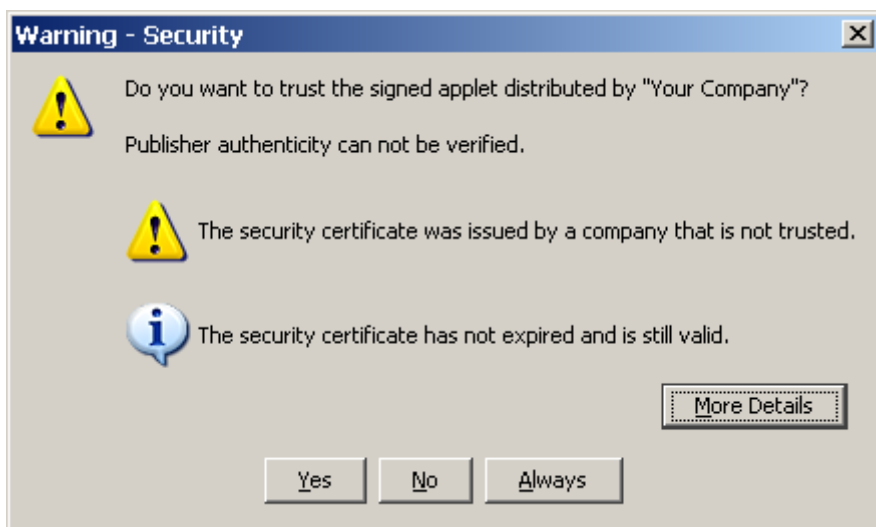 Warning - Security
Do you want to trust the signed applet distributed by "Your Company"?
Publisher authenticity can not be verified.
The security certificate was issued by a company that is not trusted.
The security certificate has not expired and is still valid.
More Details
Yes No Always